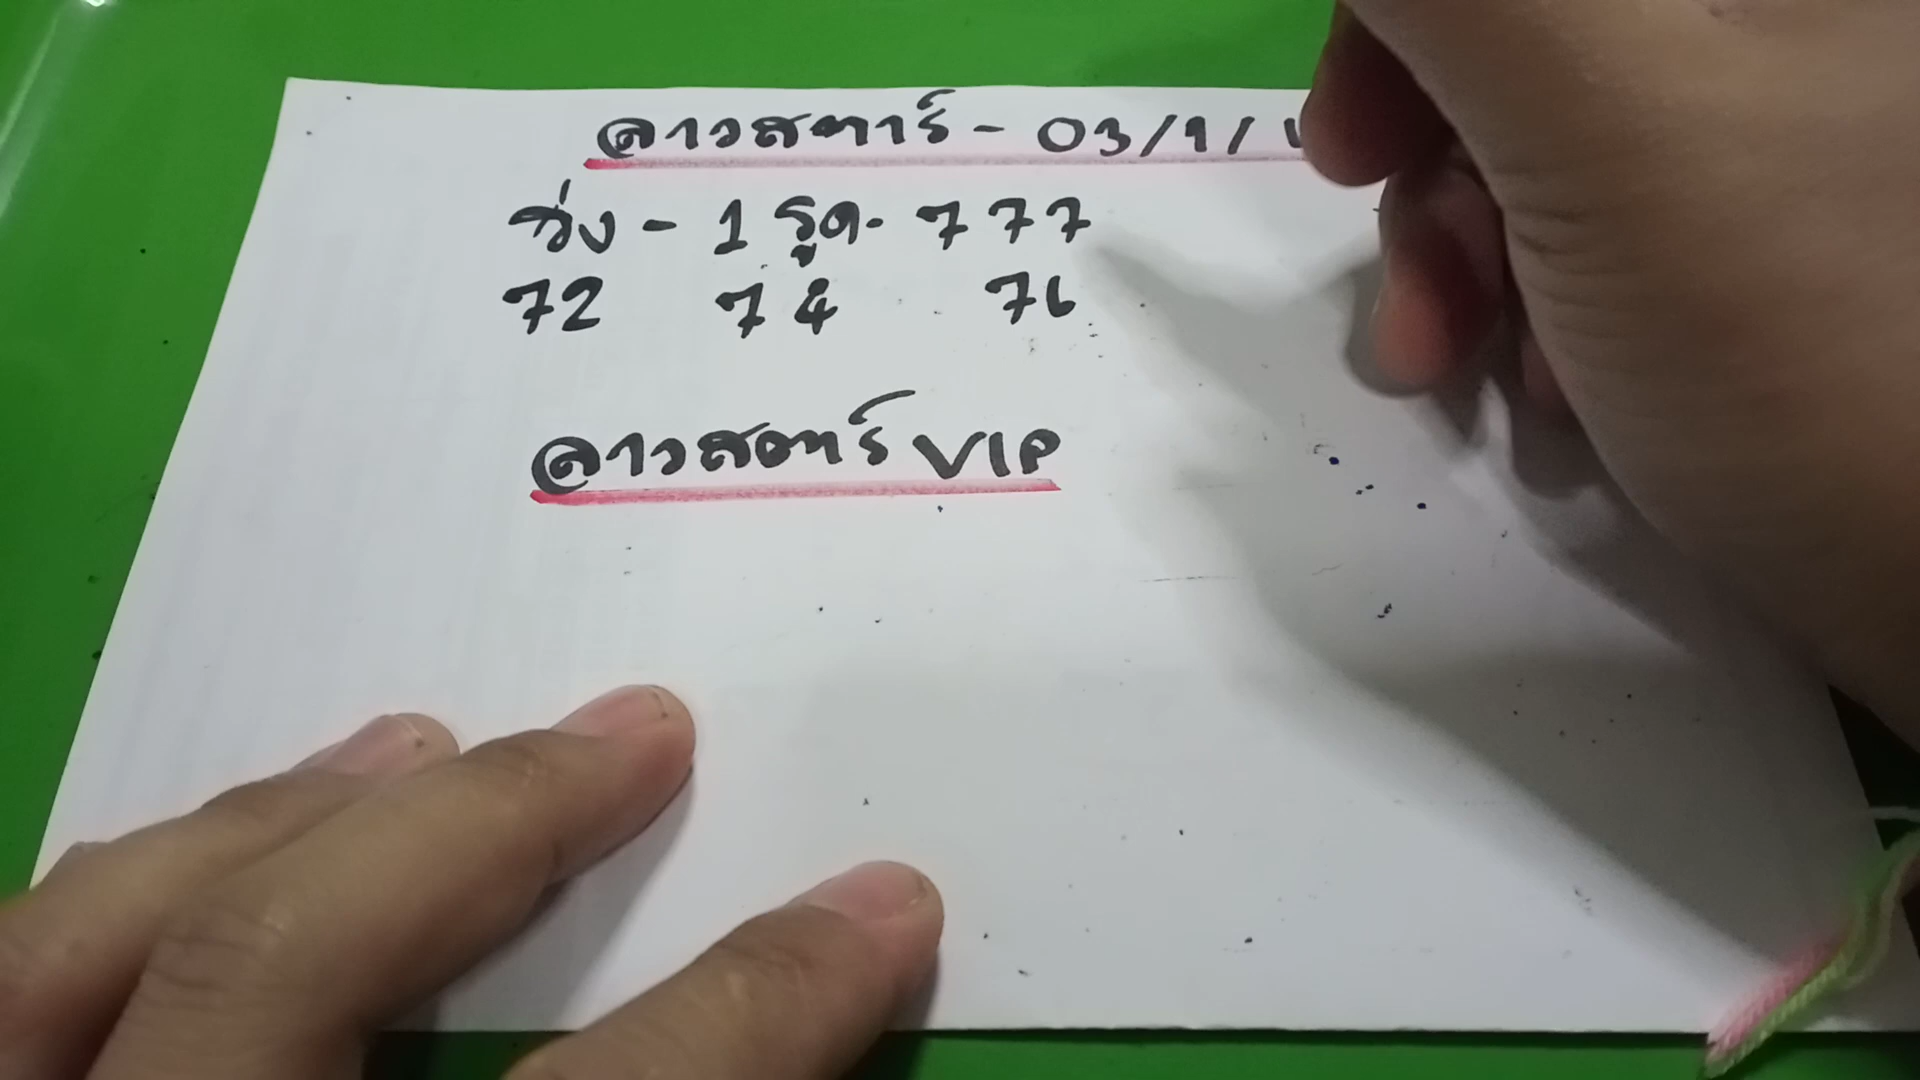 ลาวสตาร์ - 03/1/
วิ่ง - 1 รูด - 777
72 74 76
ลาวสตาร์ VIP